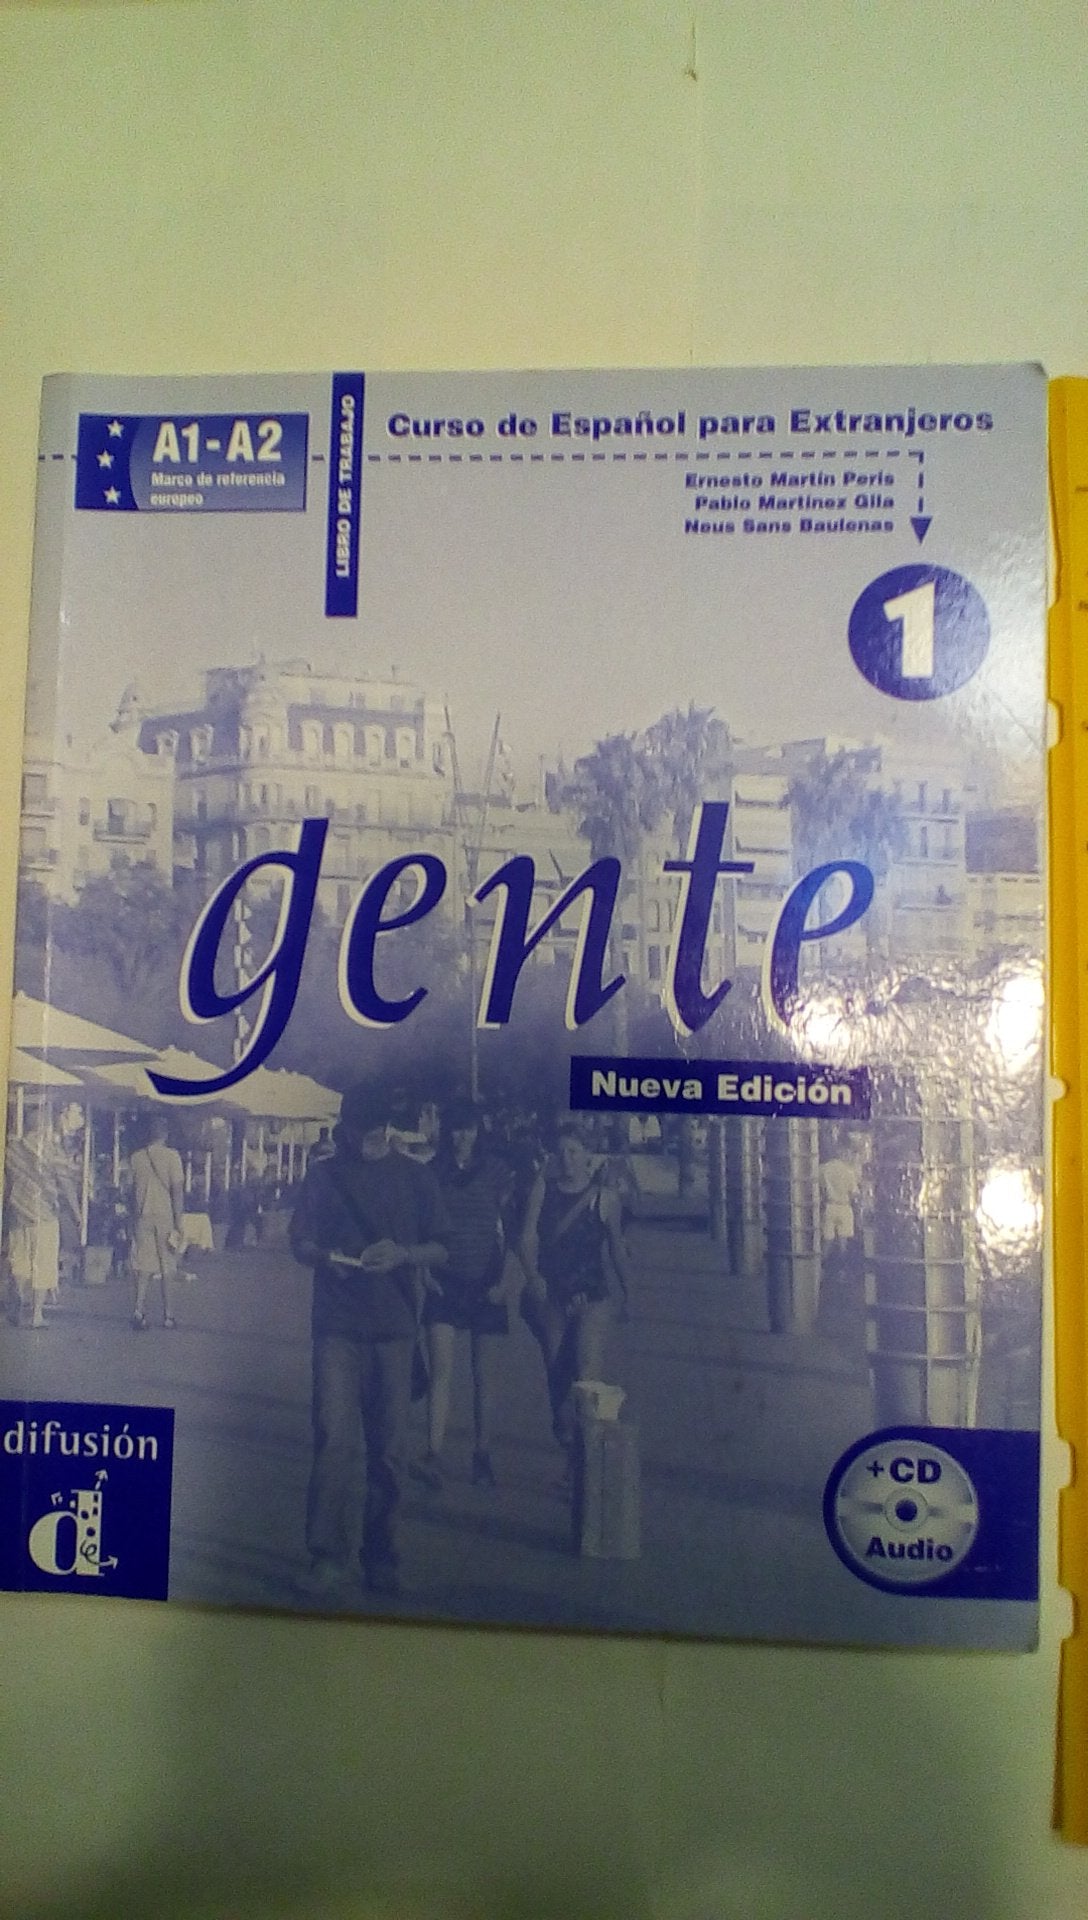 A1-A2
Marco de referencia
europeo
LIBRO DE TRABAJO
Curso de Español para Extranjeros
Ernesto Martín Peris
Pablo Martínez Gila
Neus Sans Baulenas
1
gente
Nueva Edición
difusión
+CD
Audio